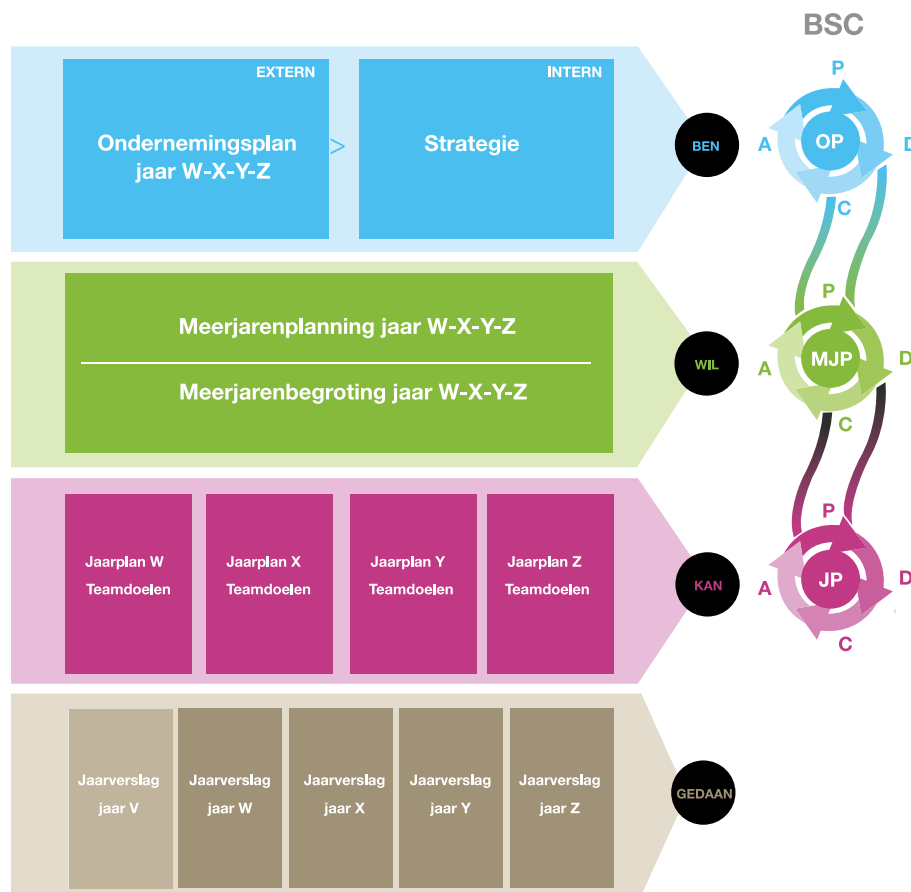 BSC
EXTERN
INTERN
Ondernemingsplan
jaar W-X-Y-Z
>
Strategie
BEN
P
A
OP
D
C
Meerjarenplanning jaar W-X-Y-Z
Meerjarenbegroting jaar W-X-Y-Z
WIL
P
A
MJP
D
C
Jaarplan W
Teamdoelen
Jaarplan X
Teamdoelen
Jaarplan Y
Teamdoelen
Jaarplan Z
Teamdoelen
KAN
P
A
JP
D
C
Jaarverslag
jaar V
Jaarverslag
jaar W
Jaarverslag
jaar X
Jaarverslag
jaar Y
Jaarverslag
jaar Z
GEDAAN